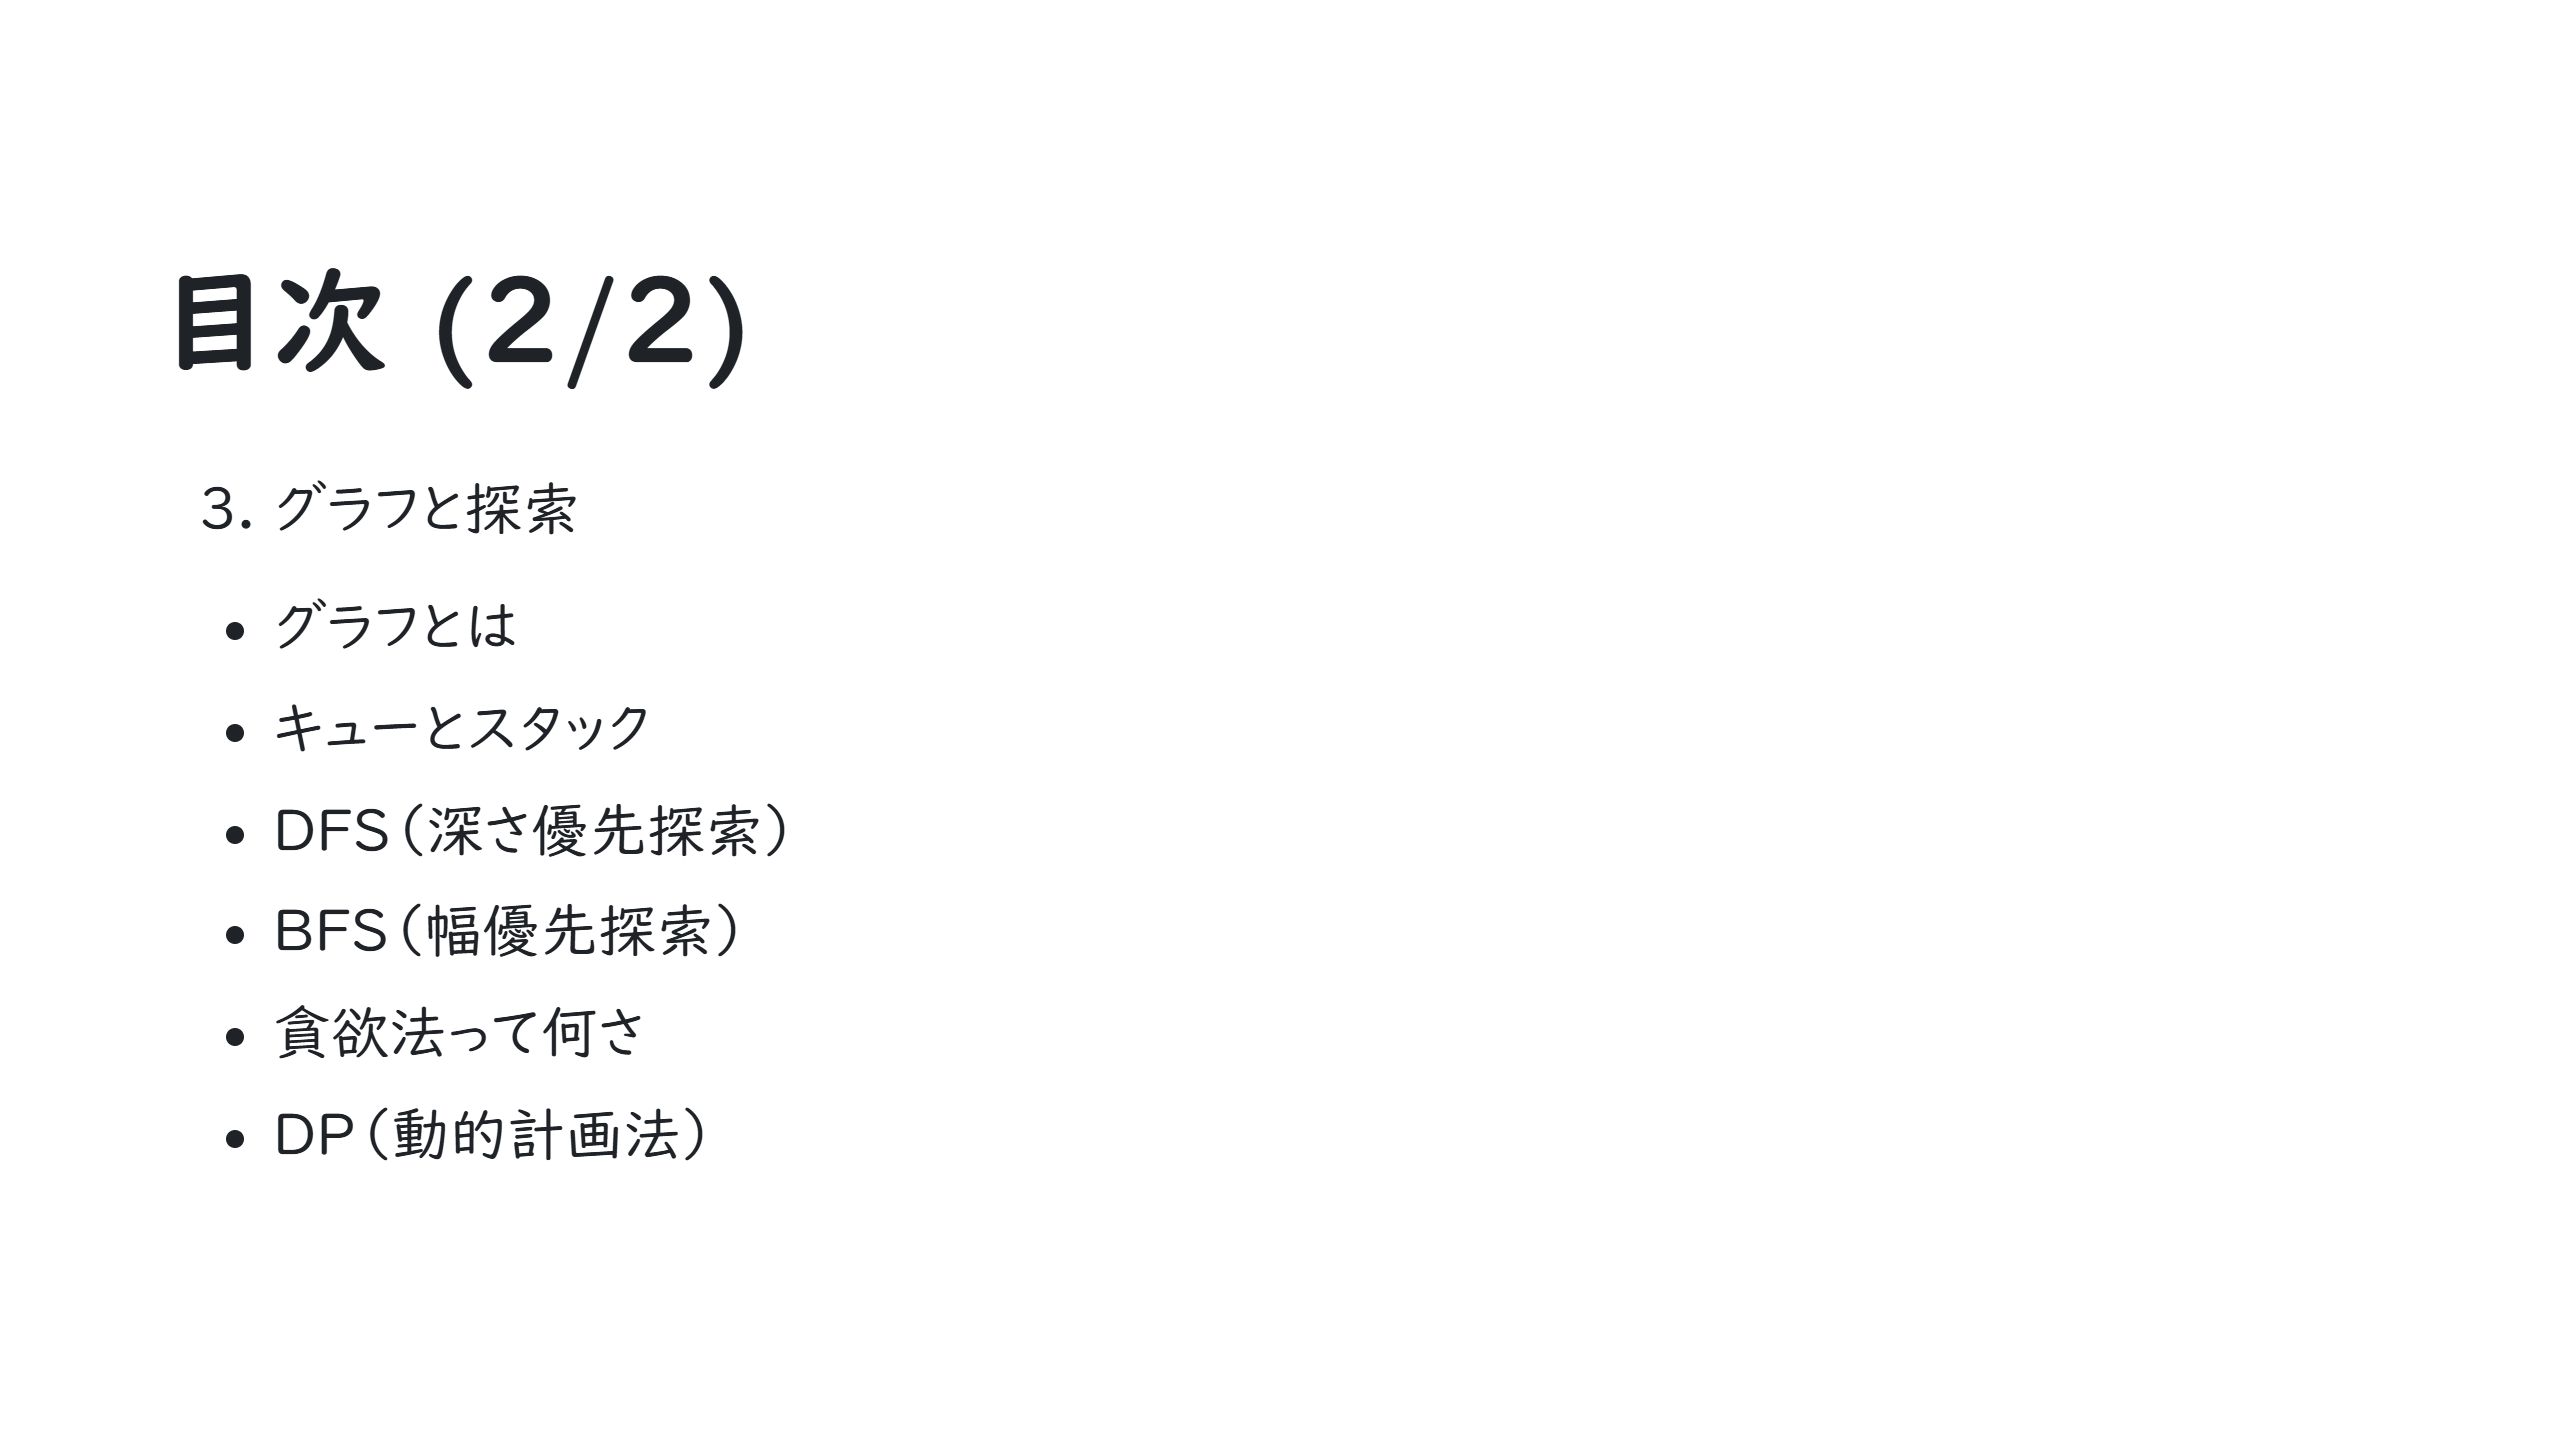 目次 (2/2)
3. グラフと探索
• グラフとは
• キューとスタック
• DFS（深さ優先探索）
• BFS（幅優先探索）
• 貪欲法って何さ
• DP（動的計画法）